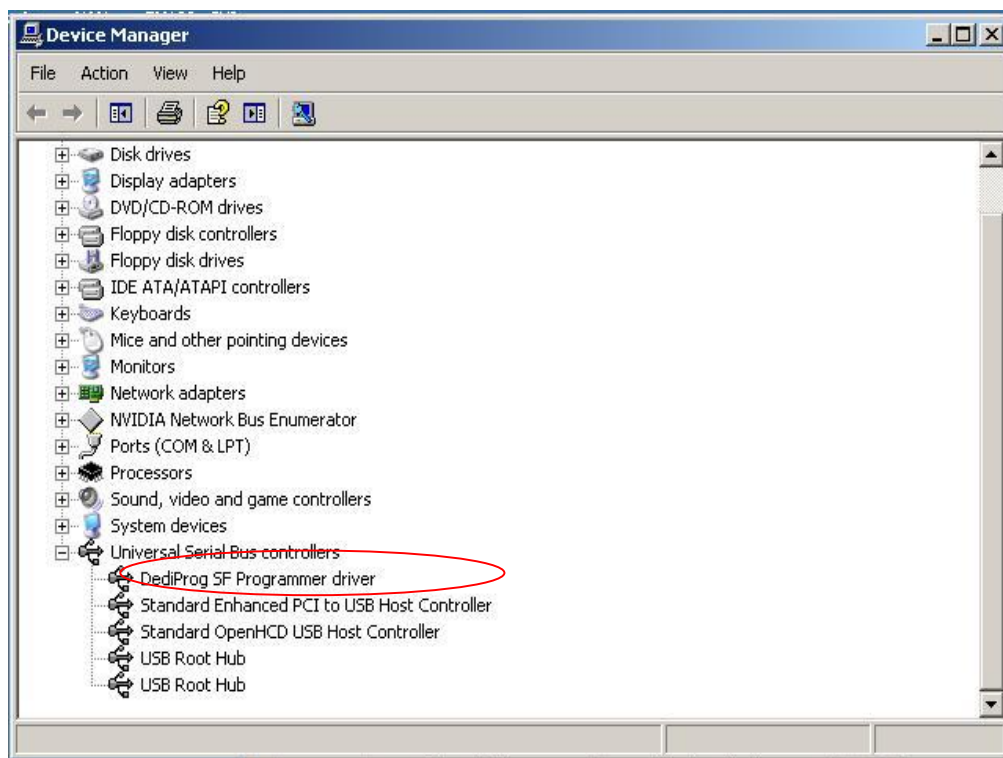 Device Manager
File Action View Help
Disk drives
Display adapters
DVD/CD-ROM drives
Floppy disk controllers
Floppy disk drives
IDE ATA/ATAPI controllers
Keyboards
Mice and other pointing devices
Monitors
Network adapters
NVIDIA Network Bus Enumerator
Ports (COM & LPT)
Processors
Sound, video and game controllers
System devices
Universal Serial Bus controllers
DediProg SF Programmer driver
Standard Enhanced PCI to USB Host Controller
Standard OpenHCD USB Host Controller
USB Root Hub
USB Root Hub